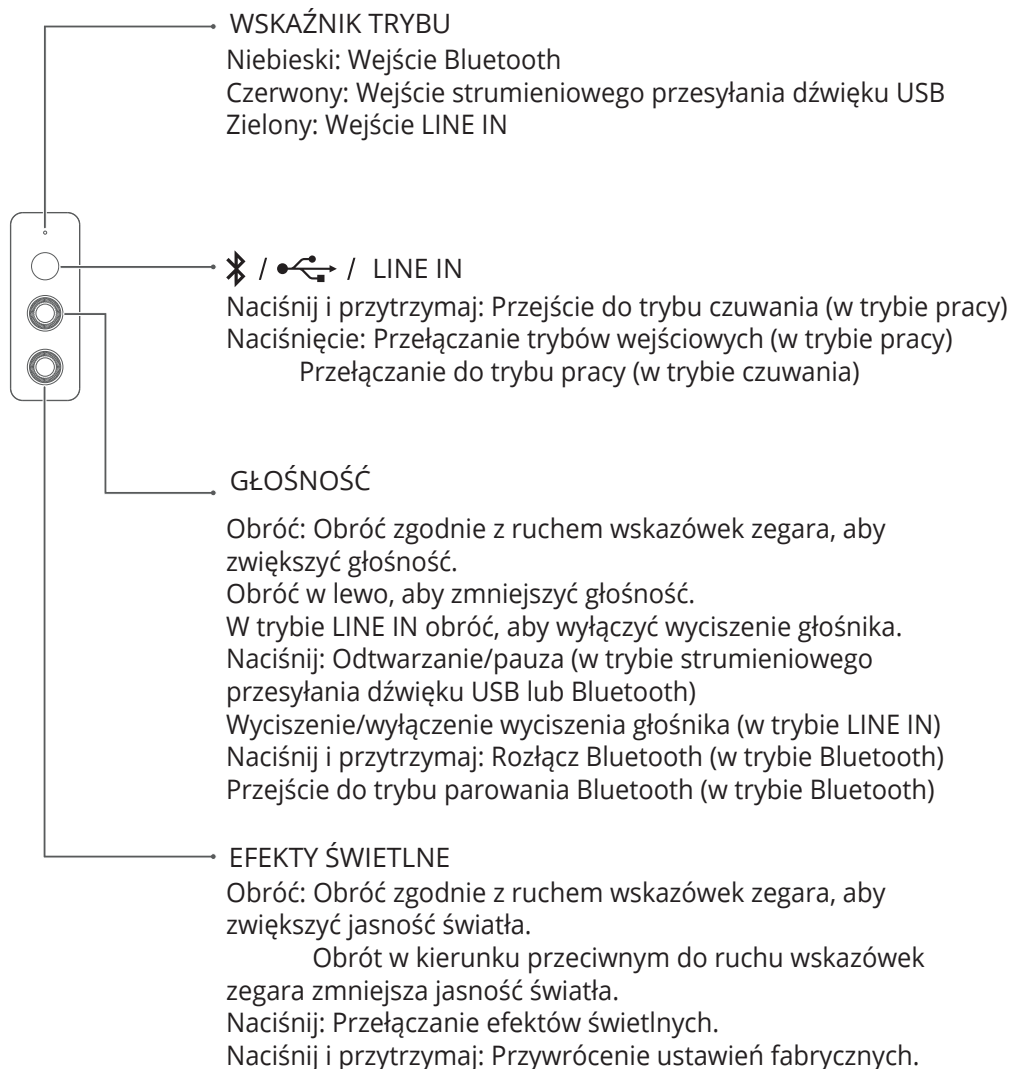 WSKAŹNIK TRYBU
Niebieski: Wejście Bluetooth
Czerwony: Wejście strumieniowego przesyłania dźwięku USB
Zielony: Wejście LINE IN
/ / LINE IN
Naciśnij i przytrzymaj: Przejście do trybu czuwania (w trybie pracy)
Naciśnięcie: Przełączanie trybów wejściowych (w trybie pracy)
Przełączanie do trybu pracy (w trybie czuwania)
GŁOŚNOŚĆ
Obróć: Obróć zgodnie z ruchem wskazówek zegara, aby
zwiększyć głośność.
Obróć w lewo, aby zmniejszyć głośność.
W trybie LINE IN obróć, aby wyłączyć wyciszenie głośnika.
Naciśnij: Odtwarzanie/pauza (w trybie strumieniowego
przesyłania dźwięku USB lub Bluetooth)
Wyciszenie/wyłączenie wyciszenia głośnika (w trybie LINE IN)
Naciśnij i przytrzymaj: Rozłącz Bluetooth (w trybie Bluetooth)
Przejście do trybu parowania Bluetooth (w trybie Bluetooth)
EFEKTY ŚWIETLNE
Obróć: Obróć zgodnie z ruchem wskazówek zegara, aby
zwiększyć jasność światła.
Obrót w kierunku przeciwnym do ruchu wskazówek
zegara zmniejsza jasność światła.
Naciśnij: Przełączanie efektów świetlnych.
Naciśnij i przytrzymaj: Przywrócenie ustawień fabrycznych.